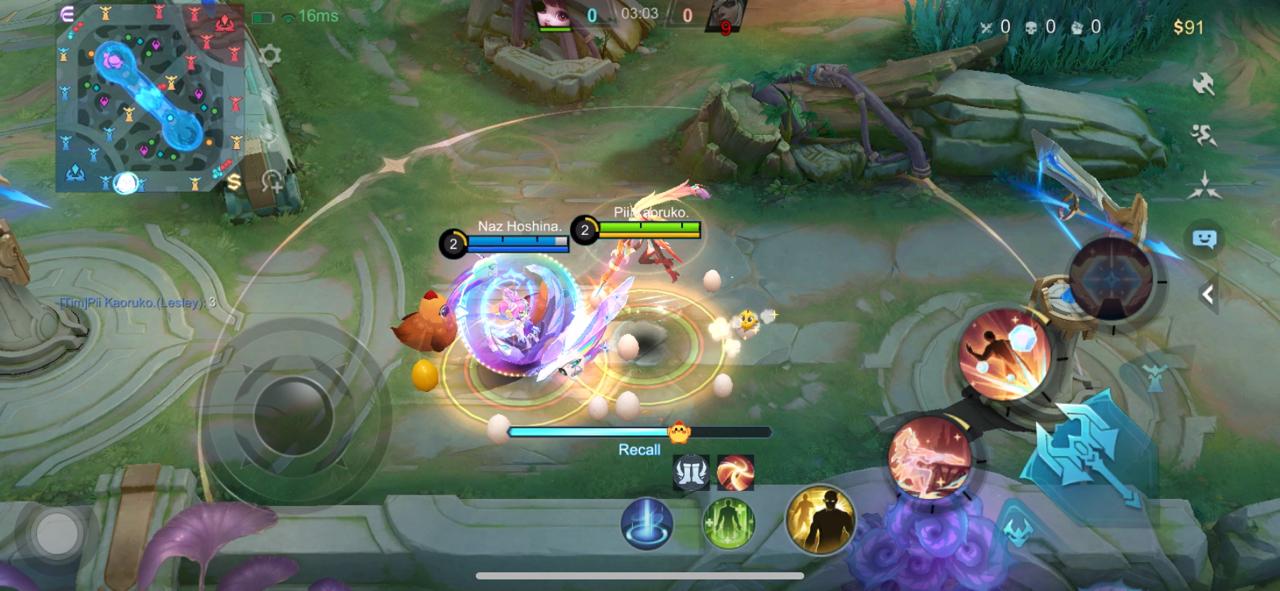 16ms
0
03:03
0
9
0
0
0
$91
2
Naz Hoshina.
2
Pii Kaoruko.
[Tim]Pii Kaoruko.(Lesley): 3
Recall